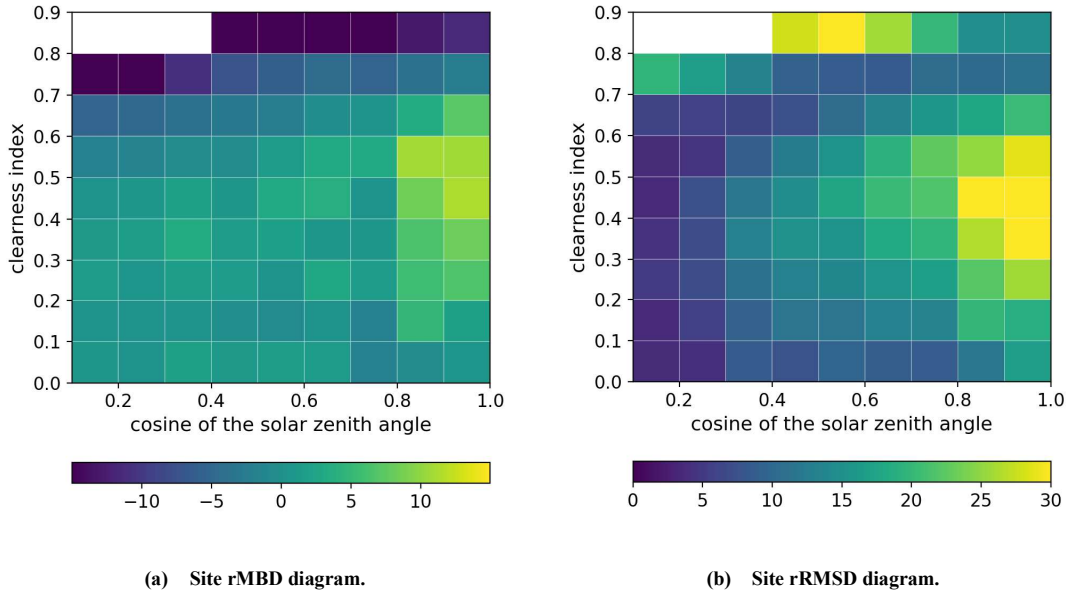 0.9
0.8
0.7
0.6
0.5
0.4
0.3
0.2
0.1
0.0
clearness index
0.2 0.4 0.6 0.8 1.0
cosine of the solar zenith angle
−10 −5 0 5 10
(a) Site rMBD diagram.
0.9
0.8
0.7
0.6
0.5
0.4
0.3
0.2
0.1
0.0
clearness index
0.2 0.4 0.6 0.8 1.0
cosine of the solar zenith angle
0 5 10 15 20 25 30
(b) Site rRMSD diagram.